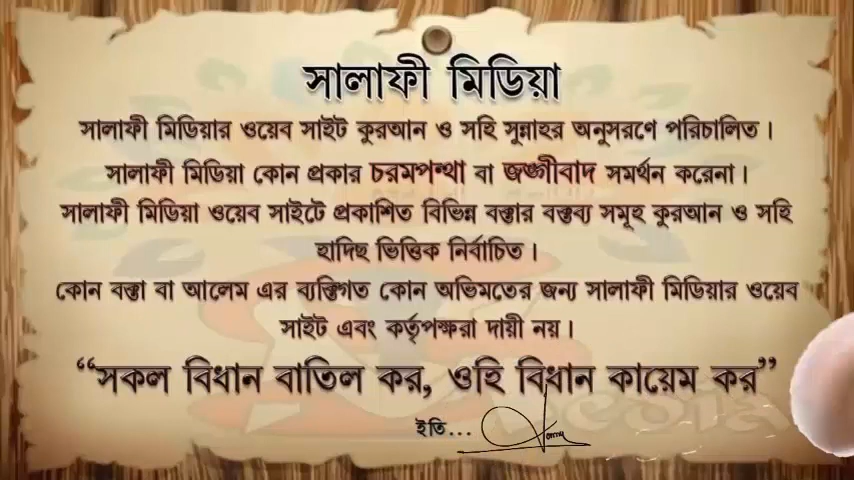 সালাফী মিডিয়া
সালাফী মিডিয়ার ওয়েব সাইট কুরআন ও সহি সুন্নাহর অনুসরণে পরিচালিত।
সালাফী মিডিয়া কোন প্রকার চরমপন্থা বা জঙ্গীবাদ সমর্থন করেনা।
সালাফী মিডিয়া ওয়েব সাইটে প্রকাশিত বিভিন্ন বক্তার বক্তব্য সমূহ কুরআন ও সহি
হাদিছ ভিত্তিক নির্বাচিত।
কোন বক্তা বা আলেম এর ব্যক্তিগত কোন অভিমতের জন্য সালাফী মিডিয়ার ওয়েব
সাইট এবং কর্তৃপক্ষরা দায়ী নয়।
“সকল বিধান বাতিল কর, ওহি বিধান কায়েম কর”
ইতি...